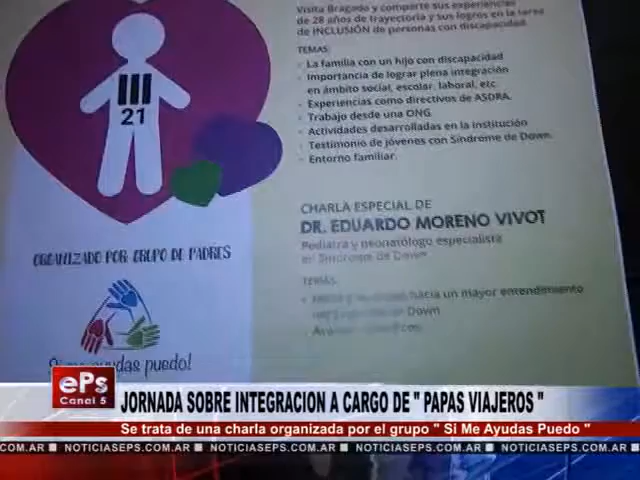 Visita Bragado y comparte sus experiencias
de 28 años de trayectoria y sus logros en la tarea
de INCLUSIÓN de personas con discapacidad.
TEMAS:
· La familia con un hijo con discapacidad
· Importancia de lograr plena integración
en ámbito social, escolar, laboral, etc.
· Experiencias como directivos de ASDRA.
· Trabajo desde una ONG
· Actividades desarrolladas en la institución
· Testimonio de jóvenes con Síndrome de Down.
· Entorno familiar.
21
CHARLA ESPECIAL DE
DR. EDUARDO MORENO VIVOT
Pediatra y neonatólogo especialista
en Síndrome de Down
TEMAS:
hacia un mayor entendimiento
Down
ORGANIZADO POR GRUPO DE PADRES
Si me ayudas puedo!
ePs
Canal 5
JORNADA SOBRE INTEGRACION A CARGO DE " PAPAS VIAJEROS "
Se trata de una charla organizada por el grupo " Si Me Ayudas Puedo "
COM.AR ■ NOTICIASEPS.COM.AR ■ NOTICIASEPS.COM.AR ■ NOTICIASEPS.COM.AR ■ NOTICIASEPS.COM.AR